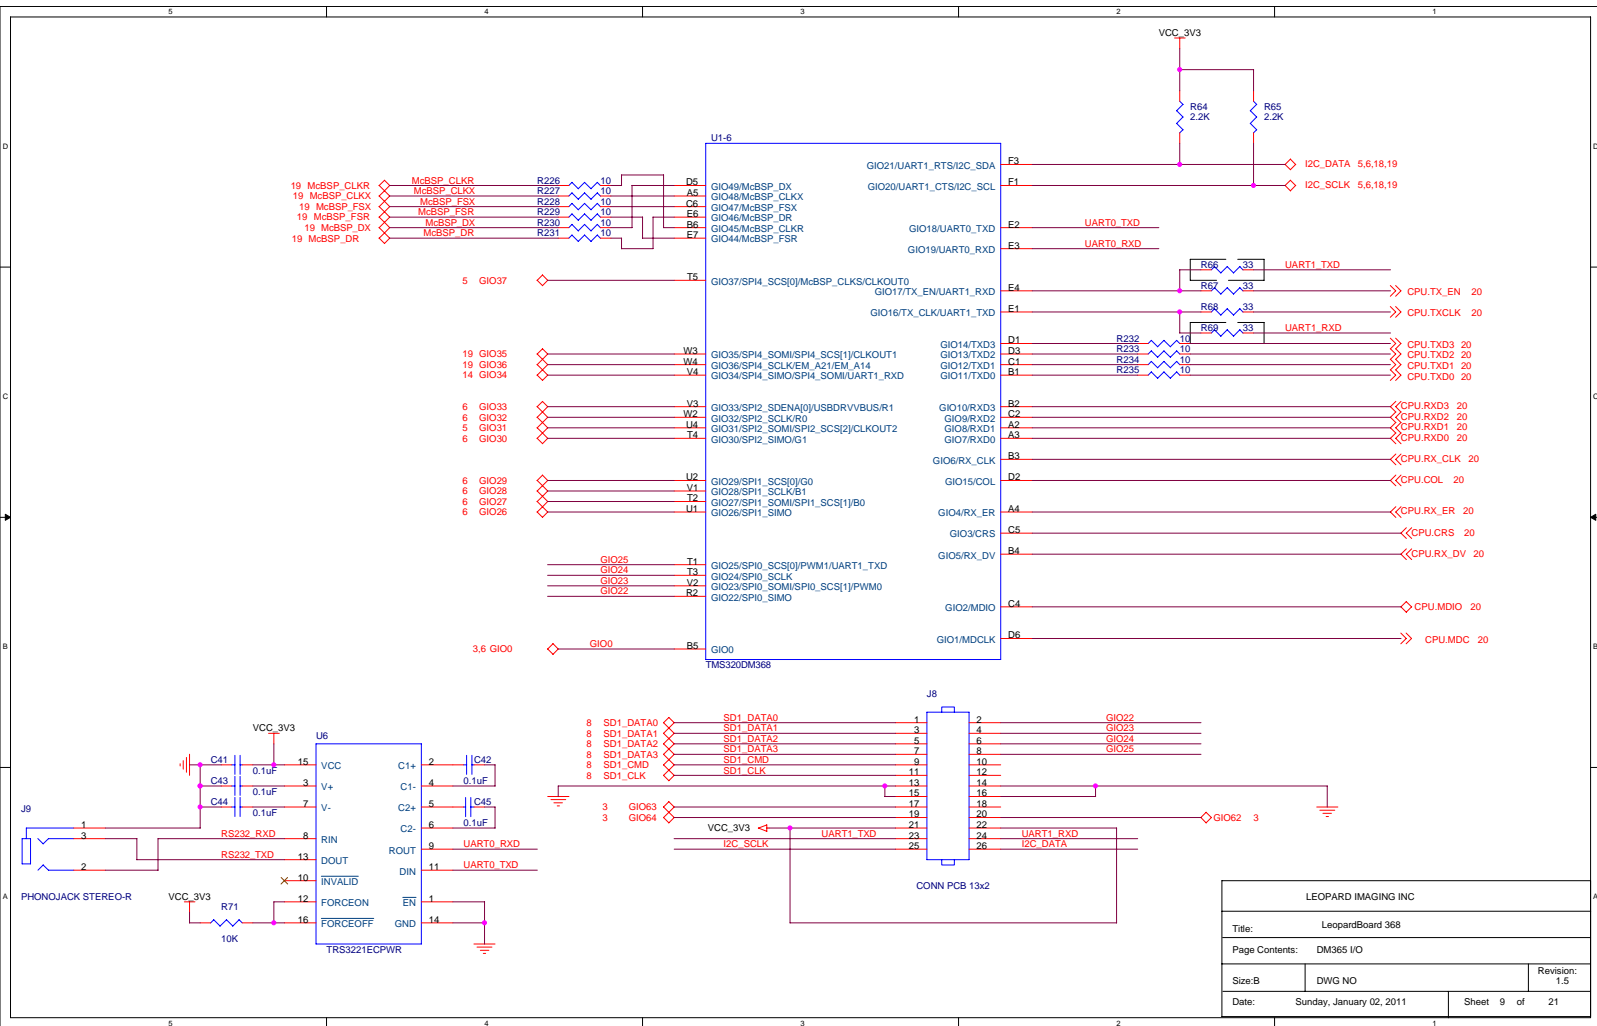 5 4 3 2 1
D C B A
D C B A
VCC_3V3
R64
2.2K
R65
2.2K
U1-6
GIO21/UART1_RTS/I2C_SDA F3 I2C_DATA 5,6,18,19
GIO20/UART1_CTS/I2C_SCL F1 I2C_SCLK 5,6,18,19
19 McBSP_CLKR McBSP_CLKR R226 10 D5 GIO49/McBSP_DX
19 McBSP_CLKX McBSP_CLKX R227 10 A5 GIO48/McBSP_CLKX
19 McBSP_FSX McBSP_FSX R228 10 C6 GIO47/McBSP_FSX
19 McBSP_FSR McBSP_FSR R229 10 E6 GIO46/McBSP_DR
19 McBSP_DX McBSP_DX R230 10 B6 GIO45/McBSP_CLKR
19 McBSP_DR McBSP_DR R231 10 E7 GIO44/McBSP_FSR
GIO18/UART0_TXD E2 UART0_TXD
GIO19/UART0_RXD E3 UART0_RXD
5 GIO37 T5 GIO37/SPI4_SCS[0]/McBSP_CLKS/CLKOUT0
R66 33 UART1_TXD
GIO17/TX_EN/UART1_RXD E4 R67 33 CPU.TX_EN 20
GIO16/TX_CLK/UART1_TXD E1 R68 33 CPU.TXCLK 20
R69 33 UART1_RXD
GIO14/TXD3 D1 R232 10 CPU.TXD3 20
GIO13/TXD2 D3 R233 10 CPU.TXD2 20
GIO12/TXD1 C1 R234 10 CPU.TXD1 20
GIO11/TXD0 B1 R235 10 CPU.TXD0 20
19 GIO35 W3 GIO35/SPI4_SOMI/SPI4_SCS[1]/CLKOUT1
19 GIO36 W4 GIO36/SPI4_SCLK/EM_A21/EM_A14
14 GIO34 V4 GIO34/SPI4_SIMO/SPI4_SOMI/UART1_RXD
6 GIO33 V3 GIO33/SPI2_SDENA[0]/USBDRVVBUS/R1 GIO10/RXD3 B2 CPU.RXD3 20
6 GIO32 W2 GIO32/SPI2_SCLK/R0 GIO9/RXD2 C2 CPU.RXD2 20
5 GIO31 U4 GIO31/SPI2_SOMI/SPI2_SCS[2]/CLKOUT2 GIO8/RXD1 A2 CPU.RXD1 20
6 GIO30 T4 GIO30/SPI2_SIMO/G1 GIO7/RXD0 A3 CPU.RXD0 20
GIO6/RX_CLK B3 CPU.RX_CLK 20
6 GIO29 U2 GIO29/SPI1_SCS[0]/G0 GIO15/COL D2 CPU.COL 20
6 GIO28 V1 GIO28/SPI1_SCLK/B1
6 GIO27 T2 GIO27/SPI1_SOMI/SPI1_SCS[1]/B0
6 GIO26 U1 GIO26/SPI1_SIMO GIO4/RX_ER A4 CPU.RX_ER 20
GIO3/CRS C5 CPU.CRS 20
GIO5/RX_DV B4 CPU.RX_DV 20
GIO25 T1 GIO25/SPI0_SCS[0]/PWM1/UART1_TXD
GIO24 T3 GIO24/SPI0_SCLK
GIO23 V2 GIO23/SPI0_SOMI/SPI0_SCS[1]/PWM0
GIO22 R2 GIO22/SPI0_SIMO
GIO2/MDIO C4 CPU.MDIO 20
GIO1/MDCLK D6 CPU.MDC 20
3,6 GIO0 GIO0 B5 GIO0
TMS320DM368
J8
8 SD1_DATA0 SD1_DATA0 1 2 GIO22
8 SD1_DATA1 SD1_DATA1 3 4 GIO23
8 SD1_DATA2 SD1_DATA2 5 6 GIO24
8 SD1_DATA3 SD1_DATA3 7 8 GIO25
8 SD1_CMD SD1_CMD 9 10
8 SD1_CLK SD1_CLK 11 12
13 14
15 16
3 GIO63 17 18
3 GIO64 19 20 GIO62 3
VCC_3V3 21 22
UART1_TXD 23 24 UART1_RXD
I2C_SCLK 25 26 I2C_DATA
CONN PCB 13x2
VCC_3V3
U6
C41 0.1uF 15 VCC C1+ 2 C42
C43 0.1uF 3 V+ C1- 4 0.1uF
C44 0.1uF 7 V- C2+ 5 C45
C2- 6 0.1uF
J9
1
3
2
PHONOJACK STEREO-R
RS232_RXD 8 RIN ROUT 9 UART0_RXD
RS232_TXD 13 DOUT DIN 11 UART0_TXD
10 INVALID
VCC_3V3 12 FORCEON EN 1
R71 10K 16 FORCEOFF GND 14
TRS3221ECPWR
LEOPARD IMAGING INC
Title: LeopardBoard 368
Page Contents: DM365 I/O
Size:B DWG NO Revision: 1.5
Date: Sunday, January 02, 2011 Sheet 9 of 21
5 4 3 2 1